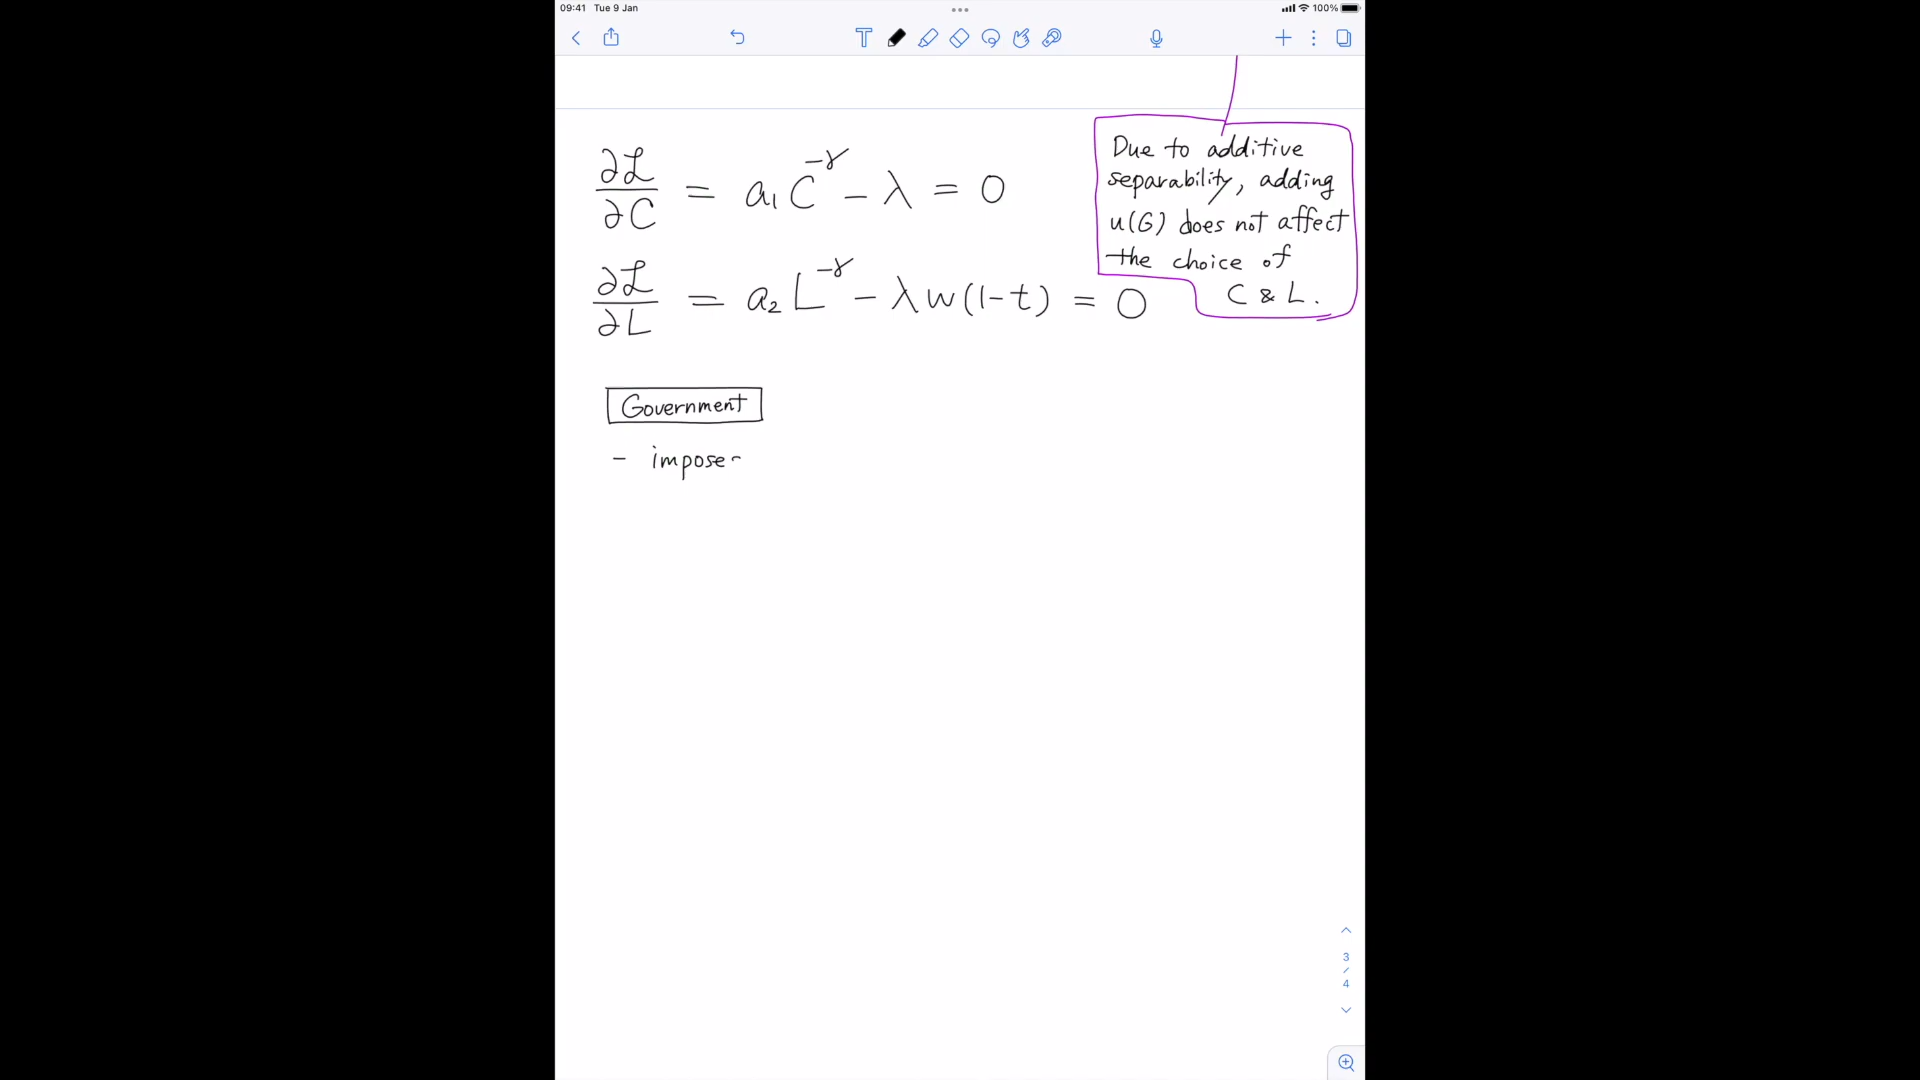 09:41 Tue 9 Jan
100%
∂ℒ/∂C = a₁C^{-γ} - λ = 0
Due to additive
separability, adding
u(G) does not affect
the choice of
C & L.
∂ℒ/∂L = a₂L^{-γ} - λw(1-t) = 0
Government
- impose
3
/
4